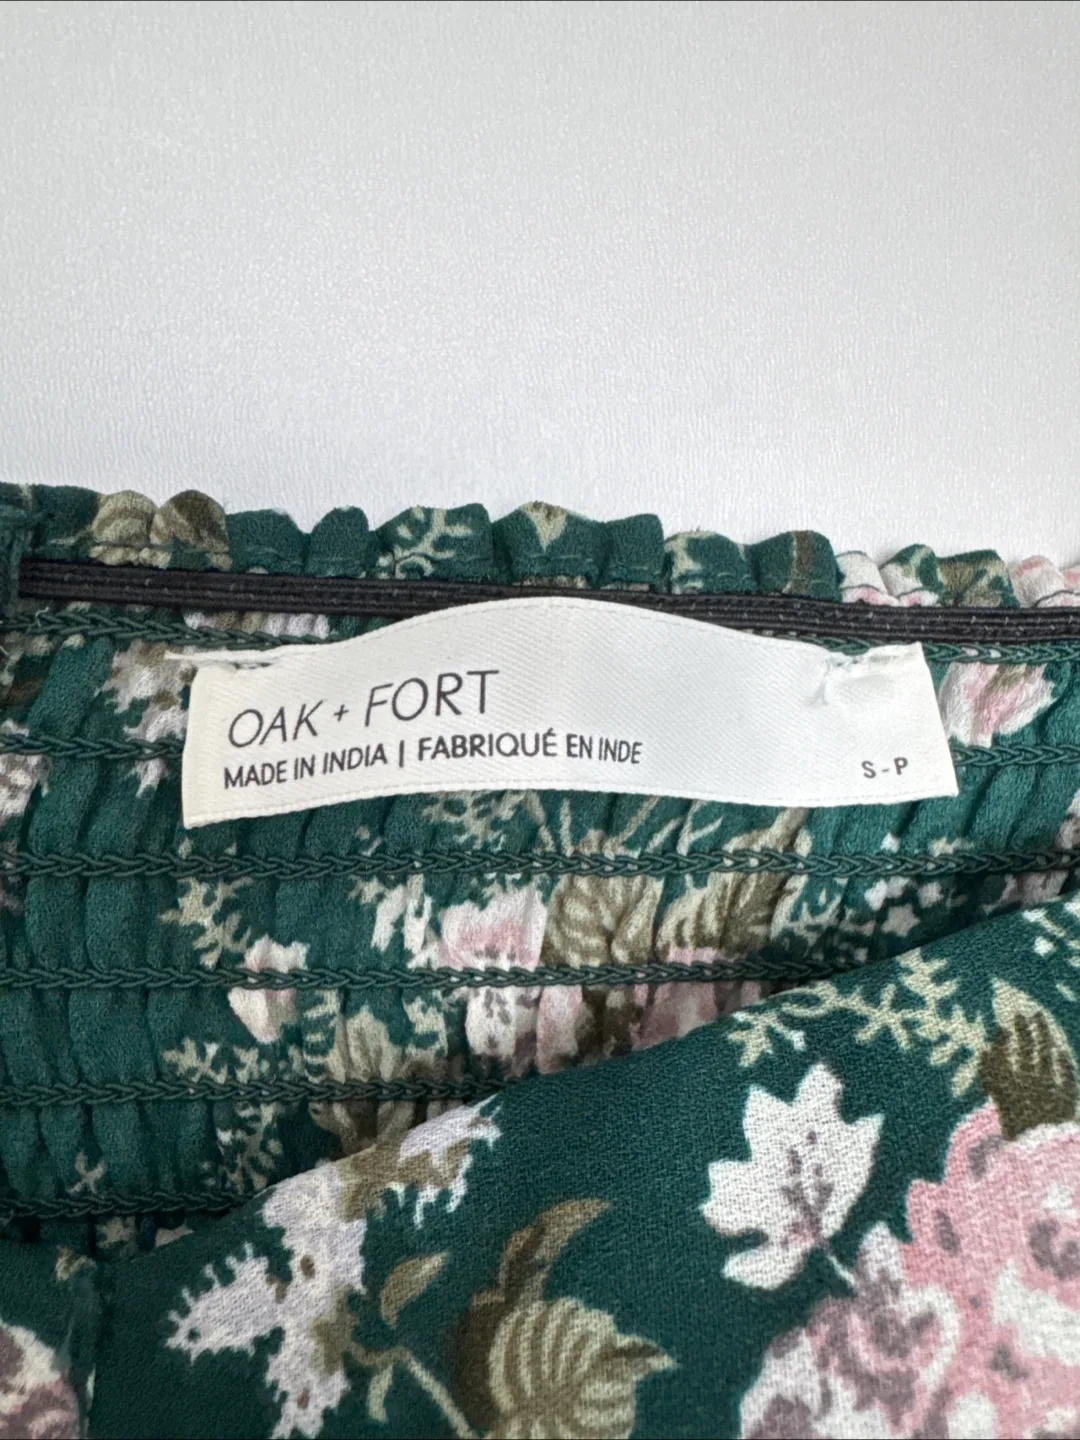 OAK + FORT
MADE IN INDIA | FABRIQUÉ EN INDE
S - P